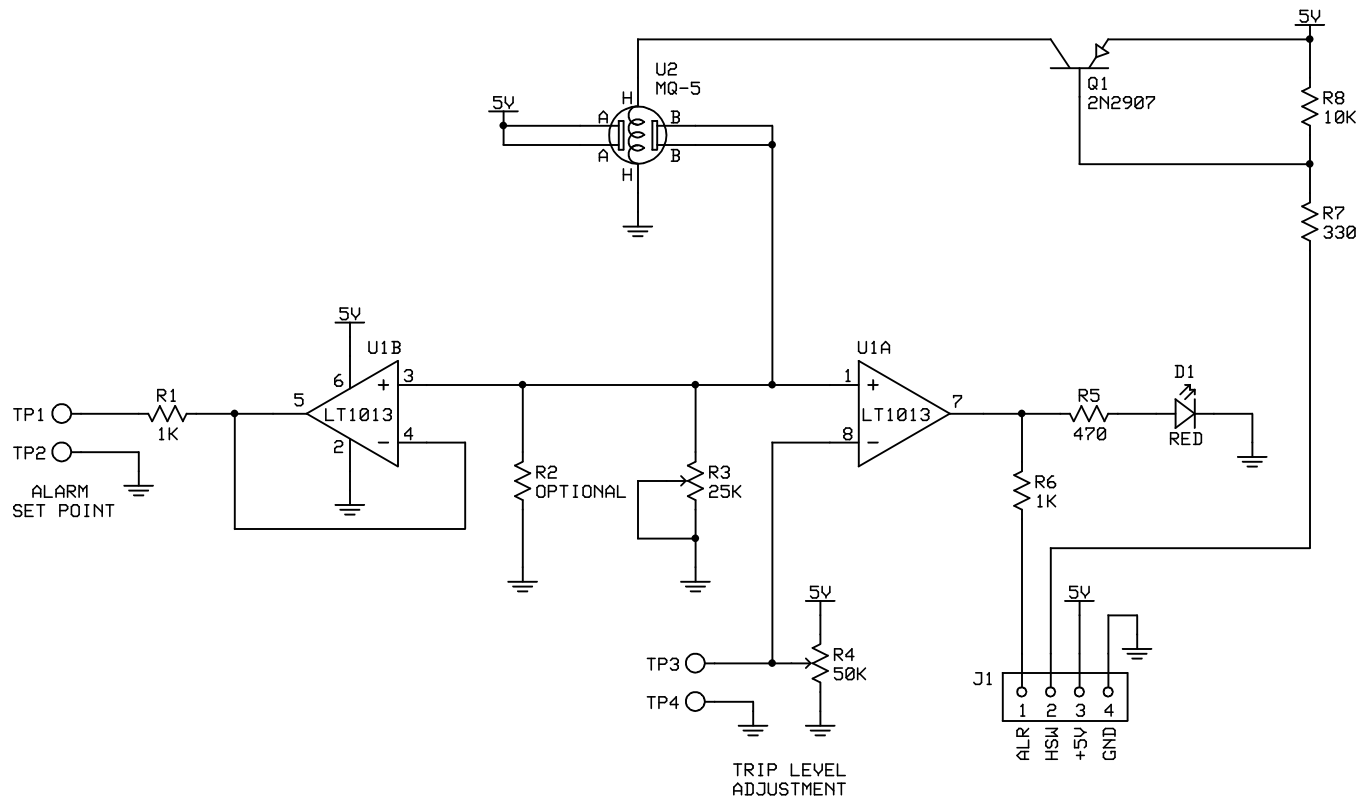 5V
U2
MQ-5
H
Q1
2N2907
R8
10K
5V
A
B
A
B
H
R7
330
5V
U1B
U1A
6
3
1
D1
R1
5
+
+
7
R5
TP1
LT1013
LT1013
1K
4
8
470
RED
TP2
2
-
-
R2
OPTIONAL
R3
25K
R6
1K
ALARM
SET POINT
5V
5V
TP3
R4
50K
J1
TP4
1 2 3 4
ALR
HSW
+5V
GND
TRIP LEVEL
ADJUSTMENT